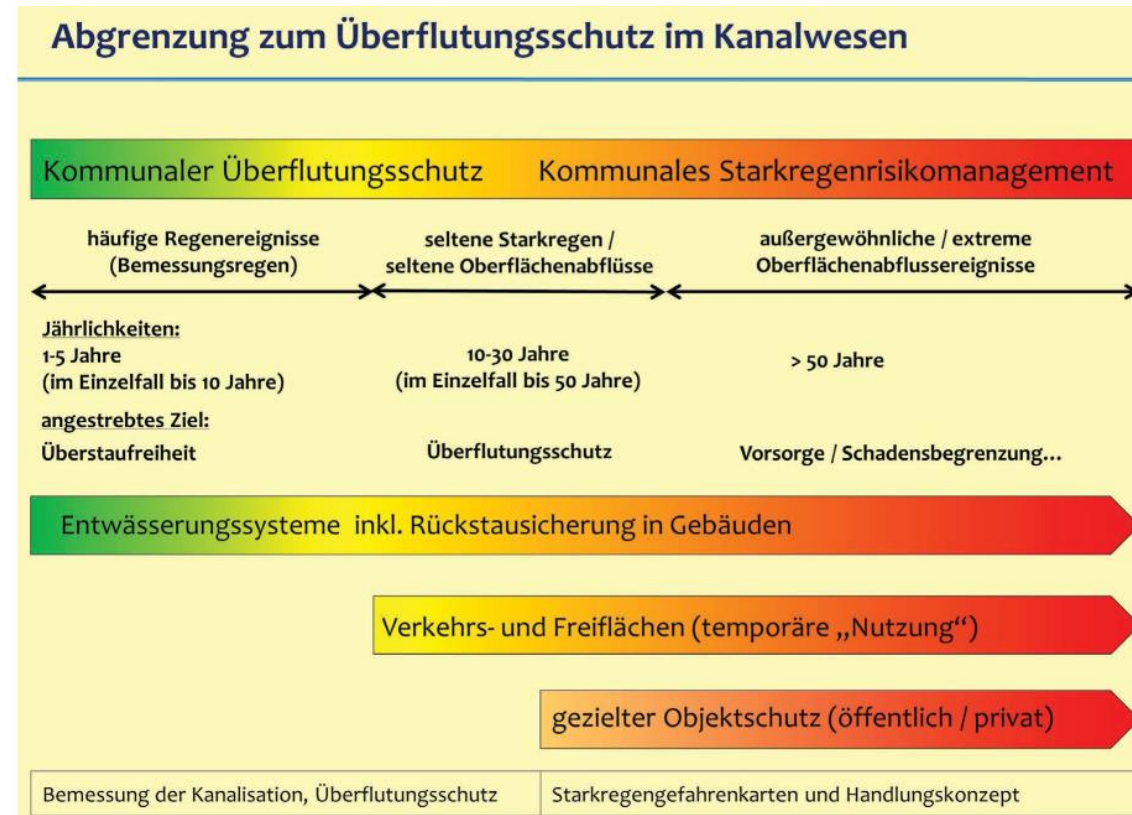 Abgrenzung zum Überflutungsschutz im Kanalwesen
Kommunaler Überflutungsschutz
Kommunales Starkregenrisikomanagement
häufige Regenereignisse
(Bemessungsregen)
seltene Starkregen /
seltene Oberflächenabflüsse
außergewöhnliche / extreme
Oberflächenabflussereignisse
Jährlichkeiten:
1-5 Jahre
(im Einzelfall bis 10 Jahre)
10-30 Jahre
(im Einzelfall bis 50 Jahre)
> 50 Jahre
angestrebtes Ziel:
Überstaufreiheit
Überflutungsschutz
Vorsorge / Schadensbegrenzung...
Entwässerungssysteme inkl. Rückstausicherung in Gebäuden
Verkehrs- und Freiflächen (temporäre „Nutzung“)
gezielter Objektschutz (öffentlich / privat)
Bemessung der Kanalisation, Überflutungsschutz
Starkregengefahrenkarten und Handlungskonzept